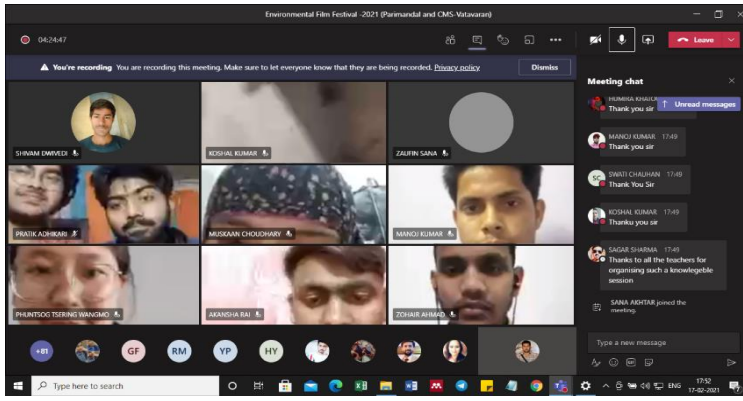 Environmental Film Festival -2021 (Parimandal and CMS-Vatavaran)
04:24:47
Leave
You're recording You are recording this meeting. Make sure to let everyone know that they are being recorded. Privacy policy
Dismiss
SHIVAM DWIVEDI
KOSHAL KUMAR
ZAUFIN SANA
PRATIK ADHIKARI
MUSKAAN CHOUDHARY
MANOJ KUMAR
PHUNTSOG TSERING WANGMO
AKANSHA RAI
ZOHAIR AHMAD
+81
GF
RM
YP
HY
Meeting chat
HUMIRA
Unread messages
Thank you sir
MANOJ KUMAR 17:49
Thank you sir
SC
SWATI CHAUHAN 17:49
Thank You Sir
KOSHAL KUMAR 17:49
Thanku you sir
SAGAR SHARMA 17:49
Thanks to all the teachers for
organising such a knowlegeble
session
SANA AKHTAR joined the
meeting.
Type a new message
Type here to search
ENG
17:52
17-02-2021